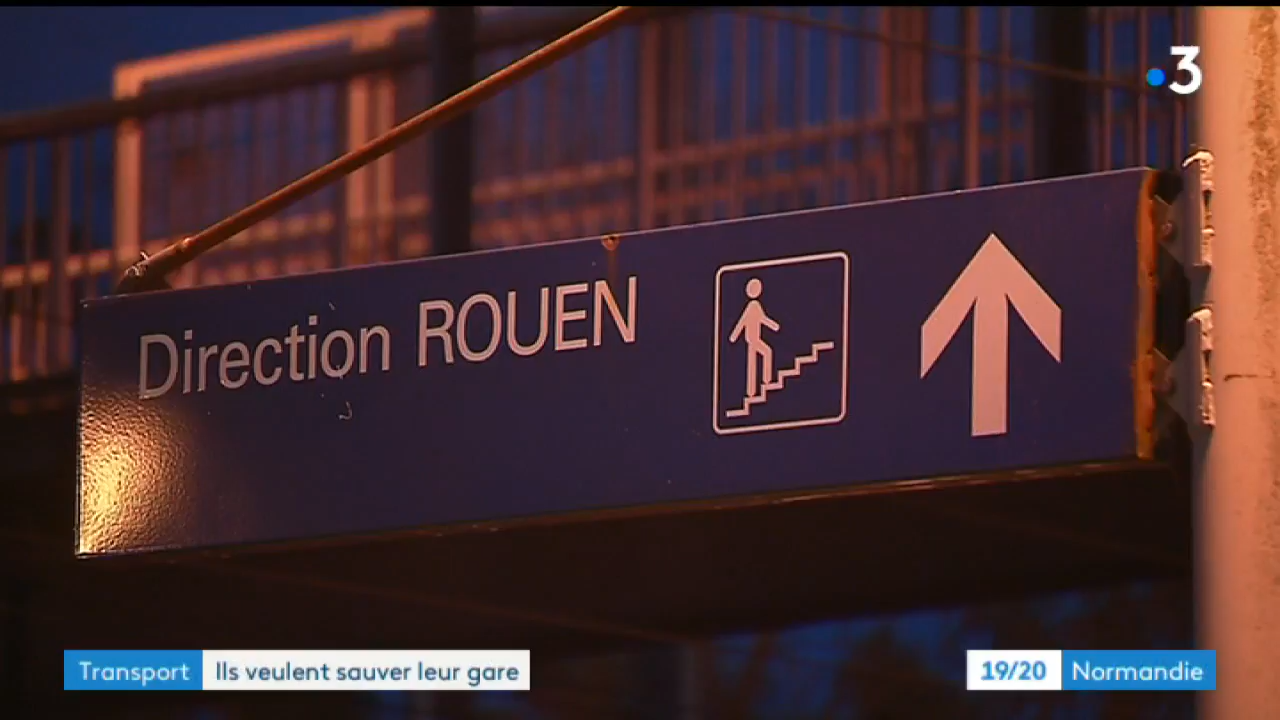 3
Direction ROUEN
Transport Ils veulent sauver leur gare
19/20 Normandie